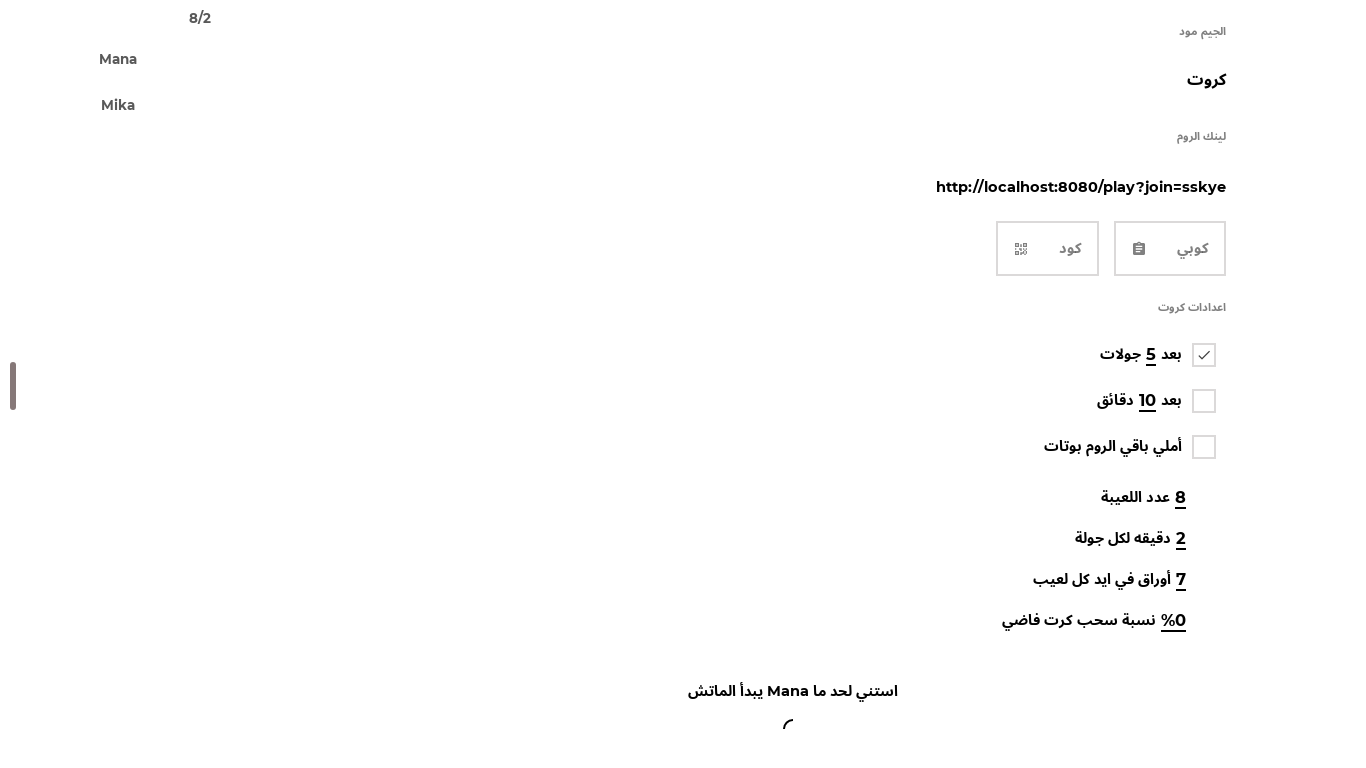 الجيم مود
كروت
لينك الروم
http://localhost:8080/play?join=sskye
كوبي
كود
اعدادات كروت
بعد 5 جولات
بعد 10 دقائق
أملي باقي الروم بوتات
8 عدد اللعيبة
2 دقيقه لكل جولة
7 أوراق في ايد كل لعيب
%0 نسبة سحب كرت فاضي
استني لحد ما Mana يبدأ الماتش
8/2
Mana
Mika